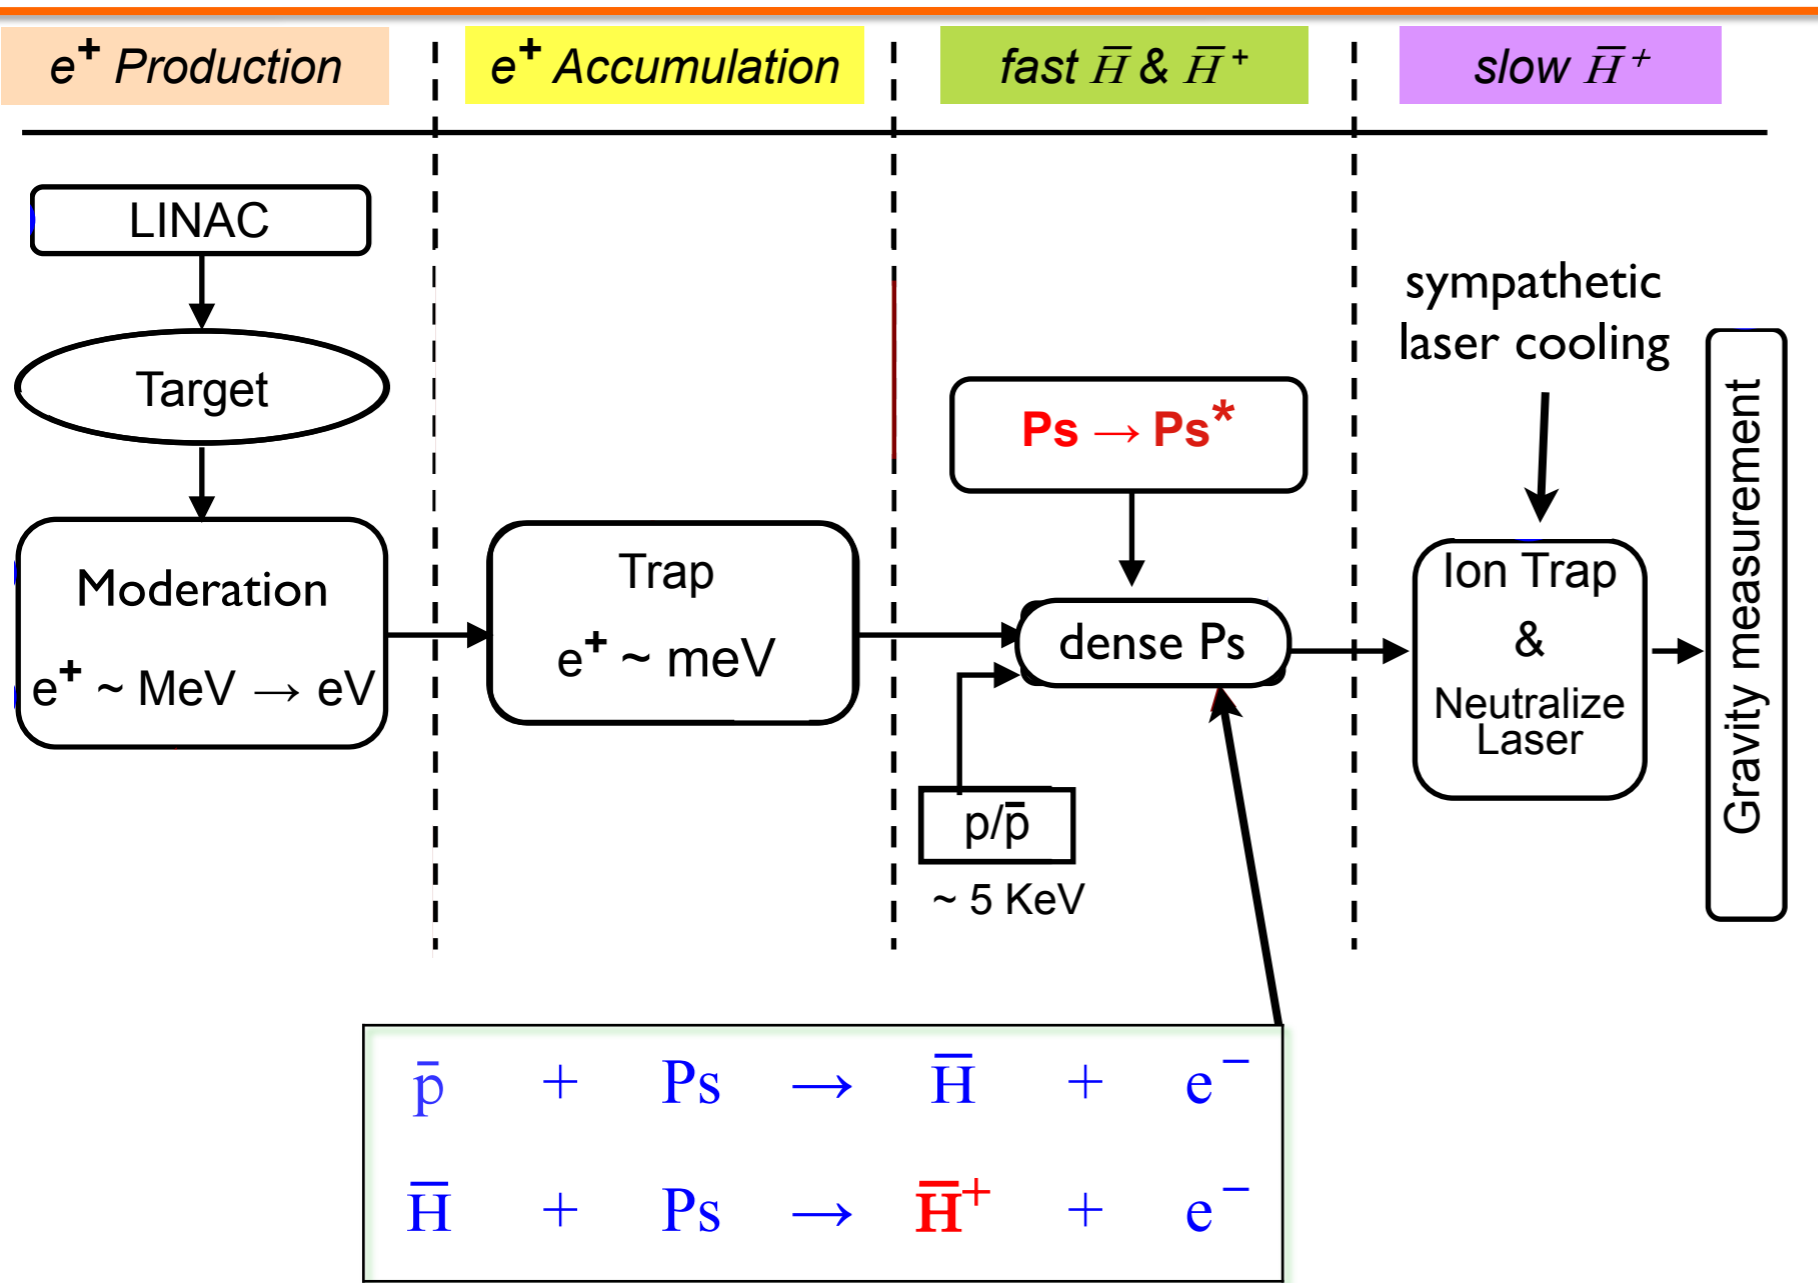 e⁺ Production
e⁺ Accumulation
fast H̅ & H̅⁺
slow H̅⁺
LINAC
Target
Moderation
e⁺ ~ MeV → eV
Trap
e⁺ ~ meV
Ps → Ps*
dense Ps
p/p̅
~ 5 KeV
sympathetic
laser cooling
Ion Trap
&
Neutralize
Laser
Gravity measurement
p̅ + Ps → H̅ + e⁻
H̅ + Ps → H̅⁺ + e⁻